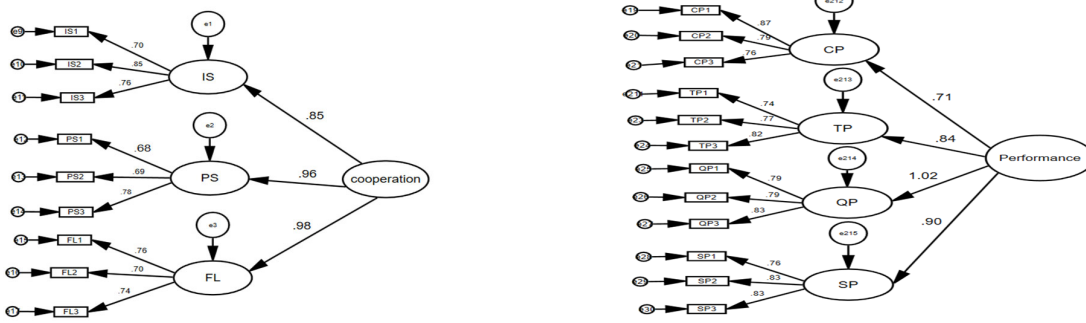 e1
e9 IS1
.70
IS2
.85
IS
IS3
.76
.85
e2
PS1
.68
PS2
.69
PS
PS3
.78
.96
cooperation
e3
.98
FL1
.76
FL2
.70
FL
FL3
.74
e212
CP1
.87
CP2
.79
CP
CP3
.76
e213
.71
TP1
.74
TP2
.77
TP
.84
TP3
.82
Performance
e214
QP1
.79
1.02
QP2
.79
QP
QP3
.83
.90
e215
SP1
.76
SP2
.83
SP
SP3
.83